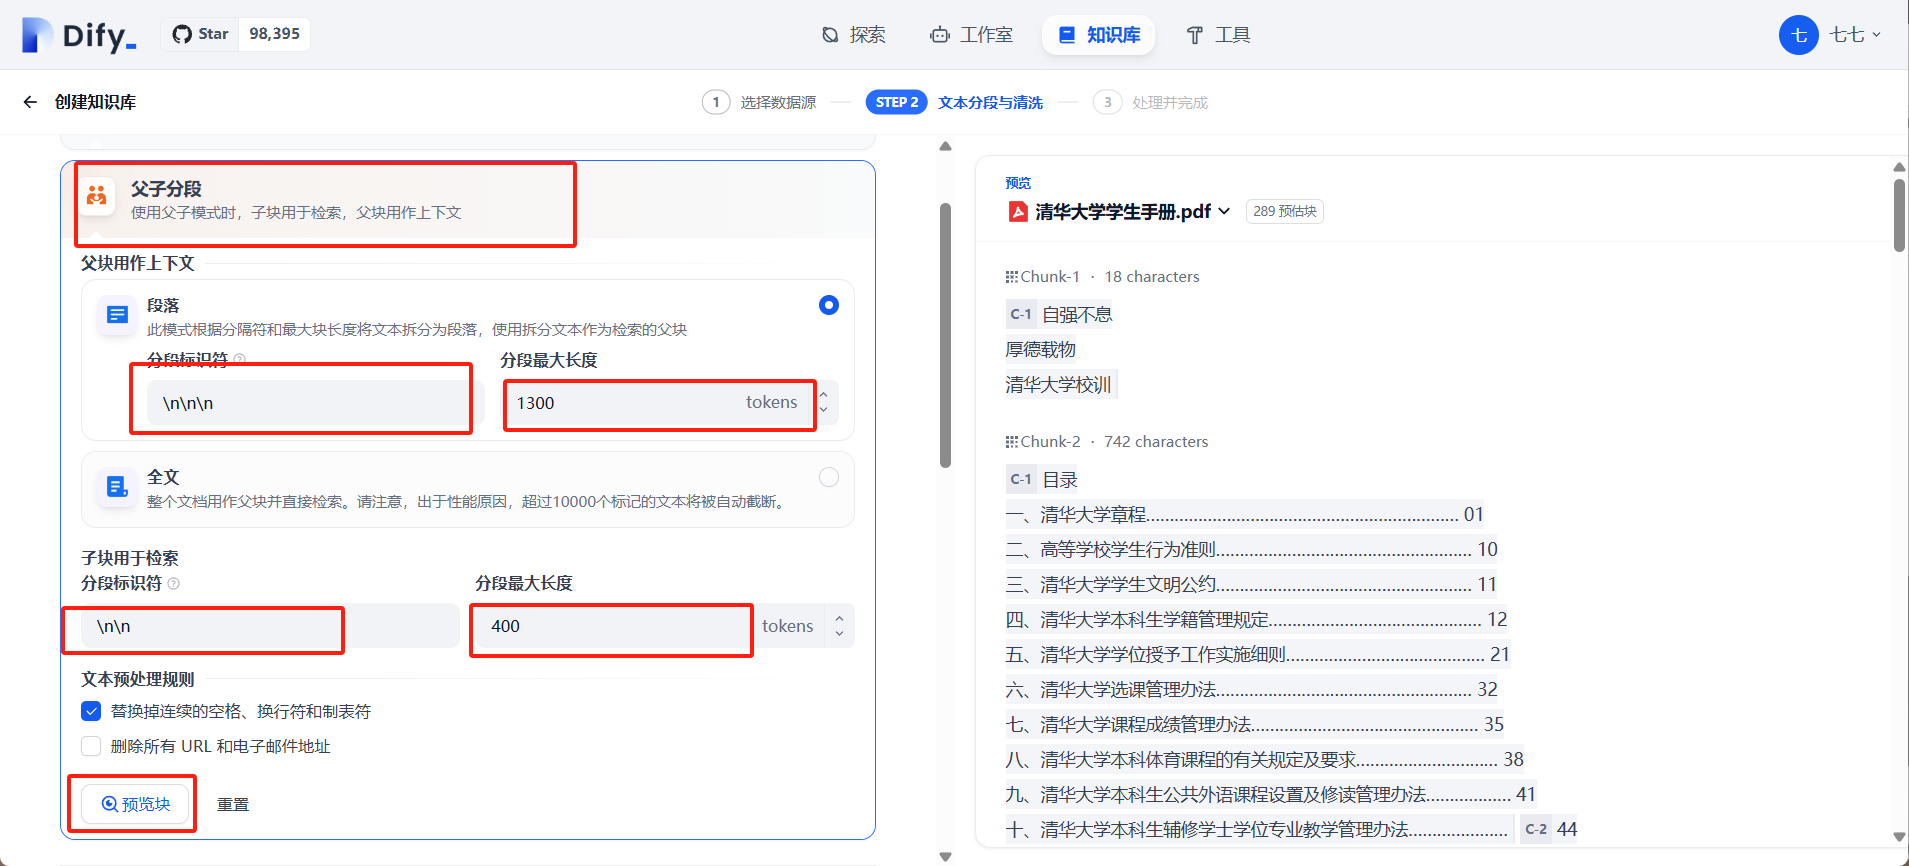 Dify_
Star 98,395
探索
工作室
知识库
工具
七 七七
创建知识库
1 选择数据源
STEP 2 文本分段与清洗
3 处理并完成
父子分段
使用父子模式时，子块用于检索，父块用作上下文
父块用作上下文
段落
此模式根据分隔符和最大块长度将文本拆分为段落，使用拆分文本作为检索的父块
分段标识符 分段最大长度
\n\n\n 1300 tokens
全文
整个文档用作父块并直接检索。请注意，出于性能原因，超过10000个标记的文本将被自动截断。
子块用于检索
分段标识符 分段最大长度
\n\n 400 tokens
文本预处理规则
替换掉连续的空格、换行符和制表符
删除所有 URL 和电子邮件地址
预览块 重置
预览
清华大学学生手册.pdf 289 预估块
Chunk-1 · 18 characters
C-1 自强不息
厚德载物
清华大学校训
Chunk-2 · 742 characters
C-1 目录
一、清华大学章程.................................................................. 01
二、高等学校学生行为准则...................................................... 10
三、清华大学学生文明公约...................................................... 11
四、清华大学本科生学籍管理规定............................................. 12
五、清华大学学位授予工作实施细则.......................................... 21
六、清华大学选课管理办法...................................................... 32
七、清华大学课程成绩管理办法................................................ 35
八、清华大学本科体育课程的有关规定及要求.............................. 38
九、清华大学本科生公共外语课程设置及修读管理办法.................. 41
十、清华大学本科生辅修学士学位专业教学管理办法..................... C-2 44